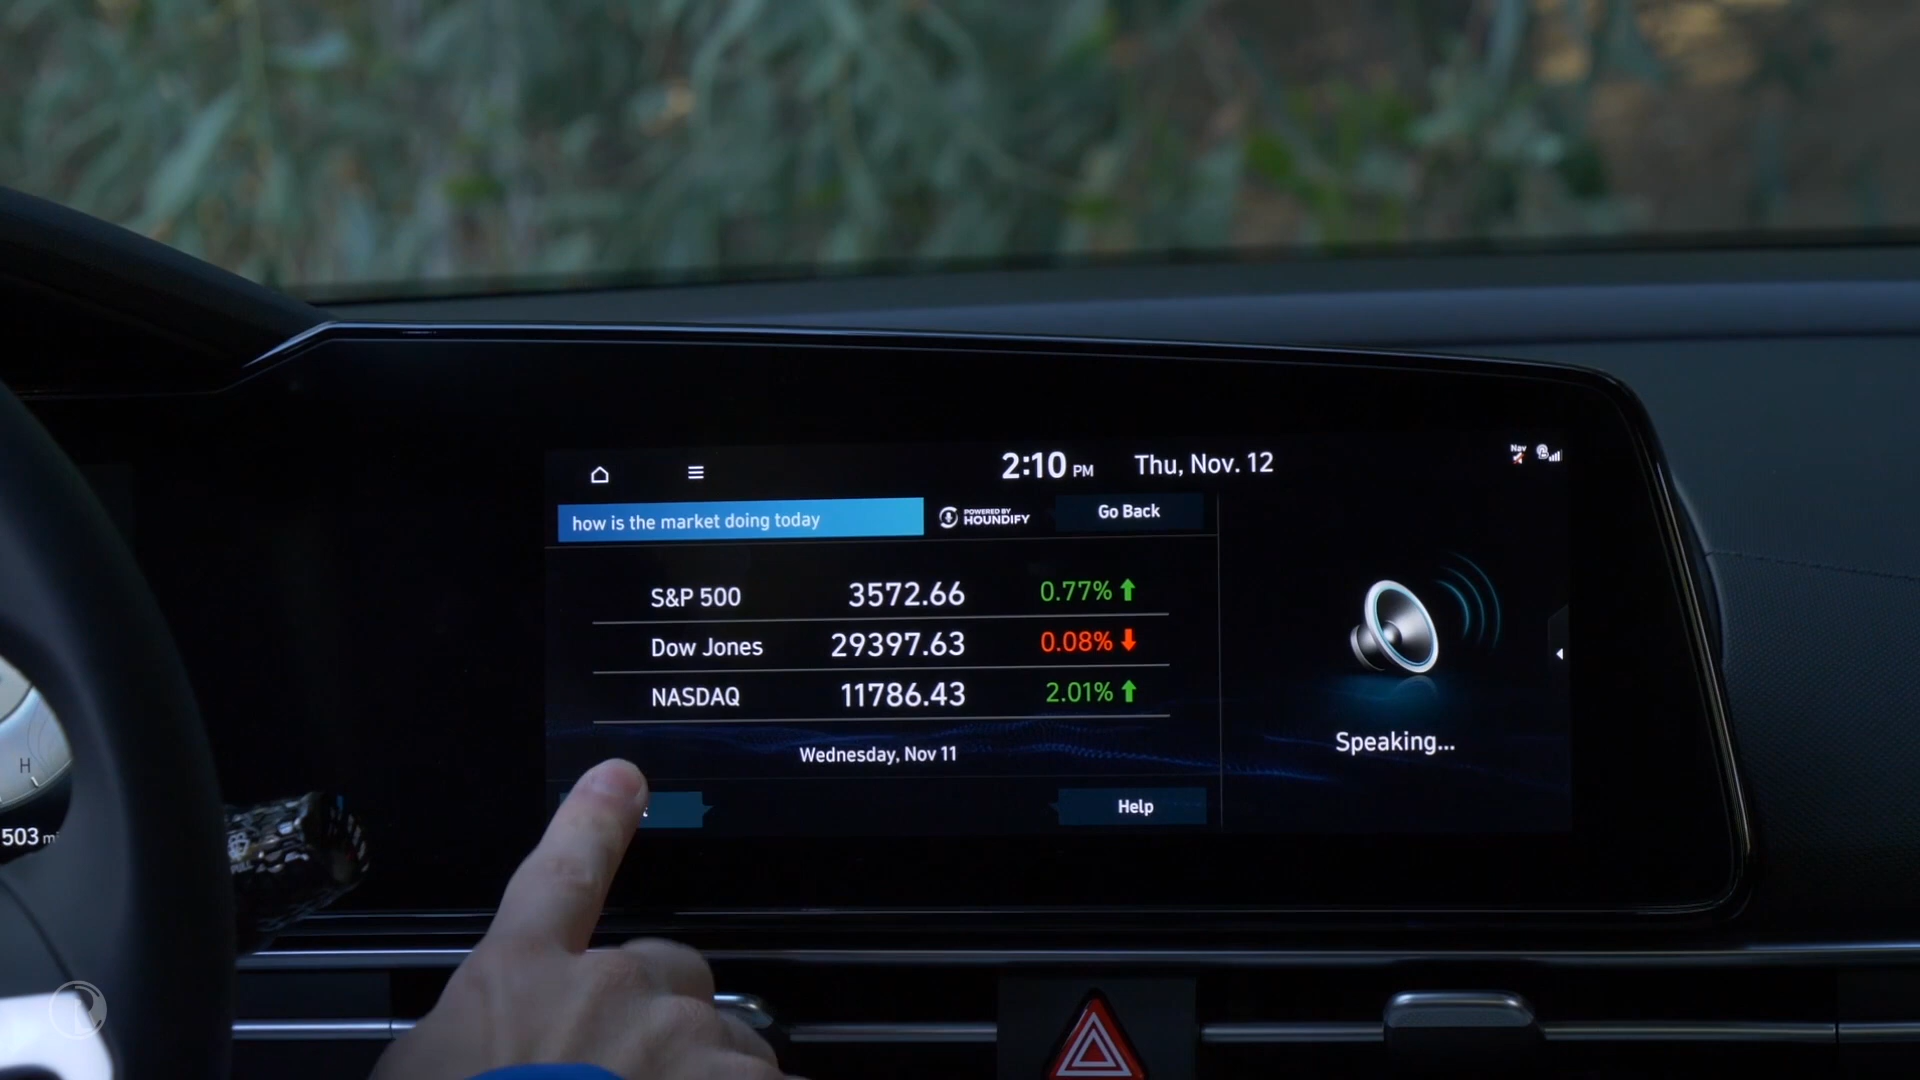 2:10 PM Thu, Nov. 12
Nav
how is the market doing today
POWERED BY
HOUNDIFY
Go Back
S&P 500 3572.66 0.77%
Dow Jones 29397.63 0.08%
NASDAQ 11786.43 2.01%
Wednesday, Nov 11
Speaking...
Help
H
503 mi